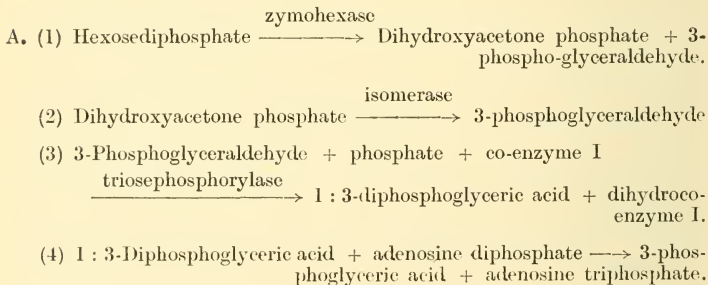 zymohexase
A. (1) Hexosediphosphate ⟶ Dihydroxyacetone phosphate + 3-
phospho-glyceraldehyde.
isomerase
(2) Dihydroxyacetone phosphate ⟶ 3-phosphoglyceraldehyde
(3) 3-Phosphoglyceraldehyde + phosphate + co-enzyme I
triosephosphorylase
⟶ 1 : 3-diphosphoglyceric acid + dihydroco-
enzyme I.
(4) 1 : 3-Diphosphoglyceric acid + adenosine diphosphate ⟶ 3-phos-
phoglyceric acid + adenosine triphosphate.